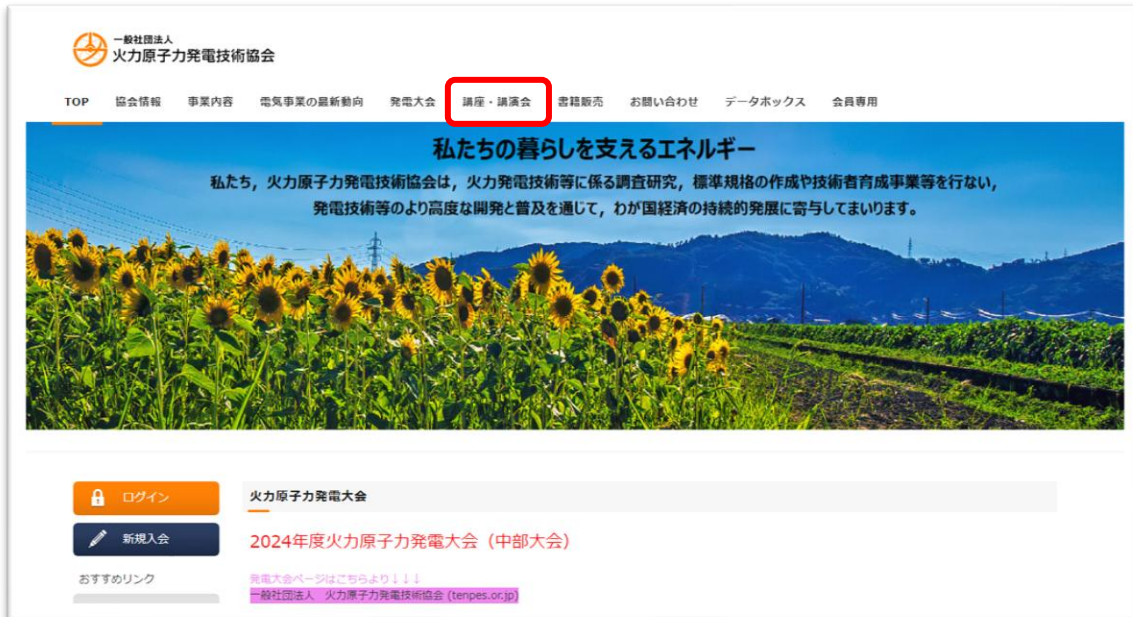 一般社団法人
火力原子力発電技術協会
TOP 協会情報 事業内容 電気事業の最新動向 発電大会 講座・講演会 書籍販売 お問い合わせ データボックス 会員専用
私たちの暮らしを支えるエネルギー
私たち，火力原子力発電技術協会は，火力発電技術等に係る調査研究，標準規格の作成や技術者育成事業等を行ない，
発電技術等のより高度な開発と普及を通じて，わが国経済の持続的発展に寄与してまいります。
ログイン
新規入会
おすすめリンク
火力原子力発電大会
2024年度火力原子力発電大会（中部大会）
発電大会ページはこちらより↓↓↓
一般社団法人　火力原子力発電技術協会 (tenpes.or.jp)